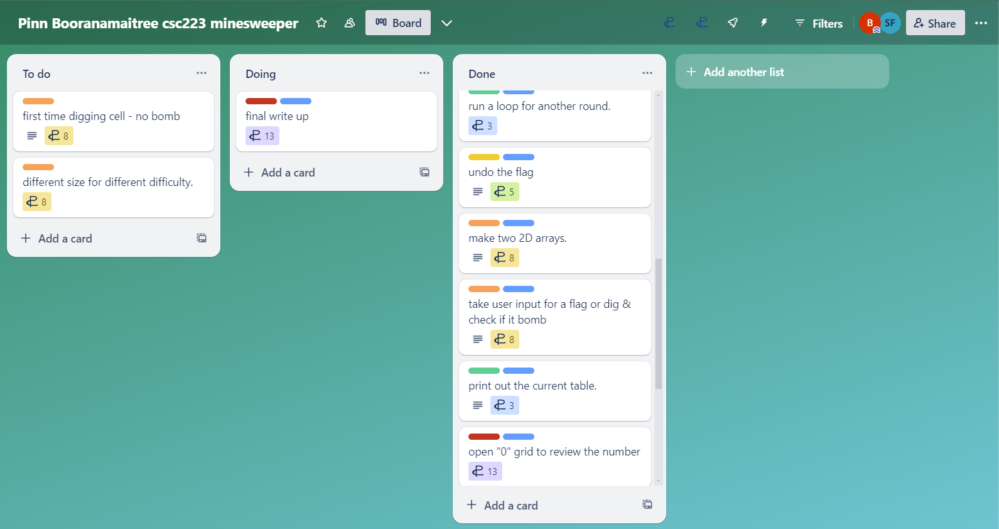 Pinn Booranamaitree csc223 minesweeper
Board
Filters
B
SF
Share
To do
first time digging cell - no bomb
8
different size for different difficulty.
8
Add a card
Doing
final write up
13
Add a card
Done
run a loop for another round.
3
undo the flag
5
make two 2D arrays.
8
take user input for a flag or dig &
check if it bomb
8
print out the current table.
3
open "0" grid to review the number
13
Add a card
Add another list